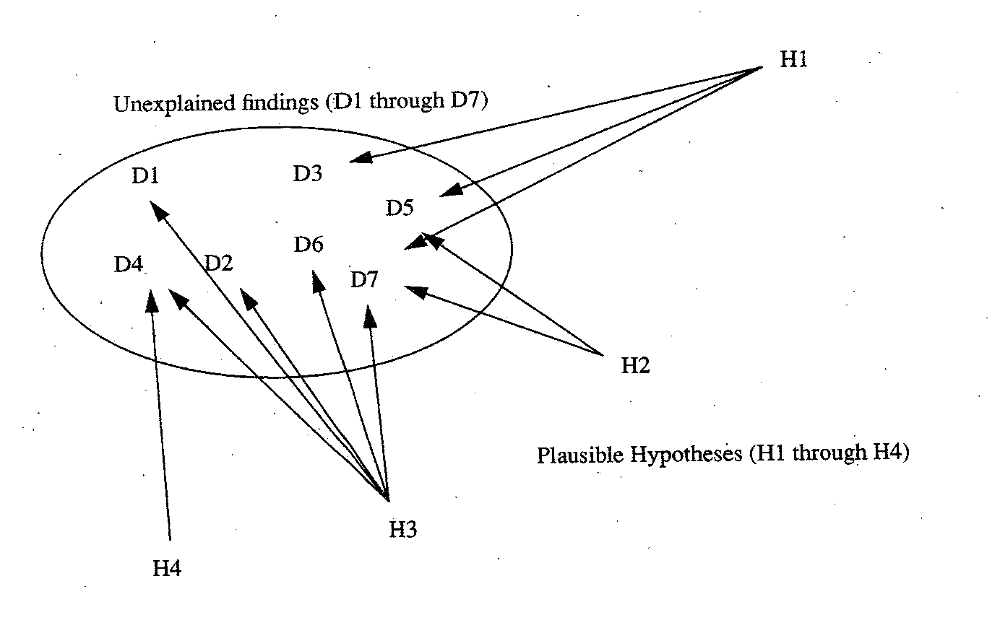 H1
Unexplained findings (D1 through D7)
D1
D3
D5
D6
D4
D2
D7
H2
Plausible Hypotheses (H1 through H4)
H3
H4